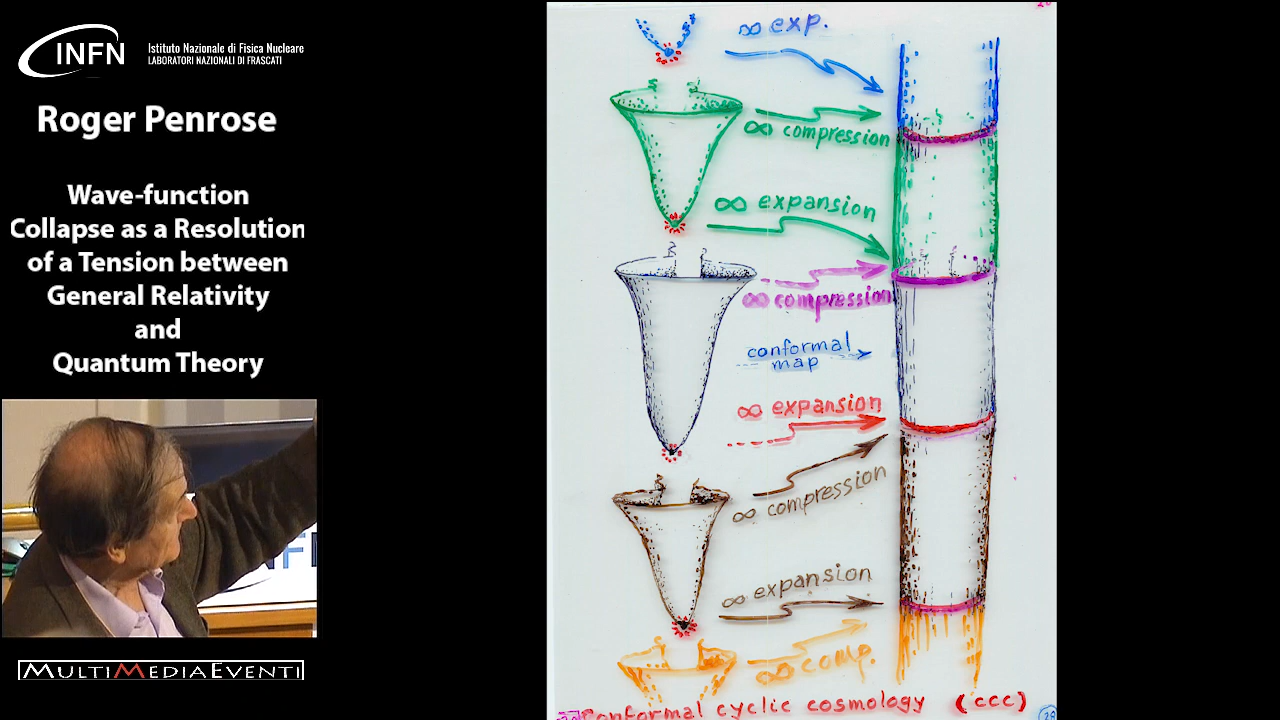 INFN
Istituto Nazionale di Fisica Nucleare
LABORATORI NAZIONALI DI FRASCATI
Roger Penrose
Wave-function
Collapse as a Resolution
of a Tension between
General Relativity
and
Quantum Theory
MULTIMEDIAEVENTI
∞ exp.
∞ compression
∞ expansion
∞ compression
conformal
map
∞ expansion
∞ compression
∞ expansion
∞ comp.
Conformal cyclic cosmology (CCC)